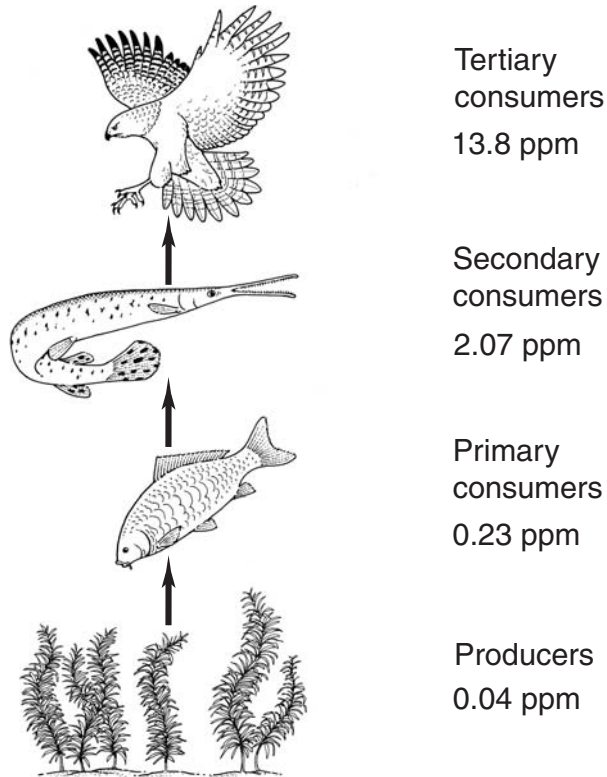 Tertiary
consumers
13.8 ppm
Secondary
consumers
2.07 ppm
Primary
consumers
0.23 ppm
Producers
0.04 ppm